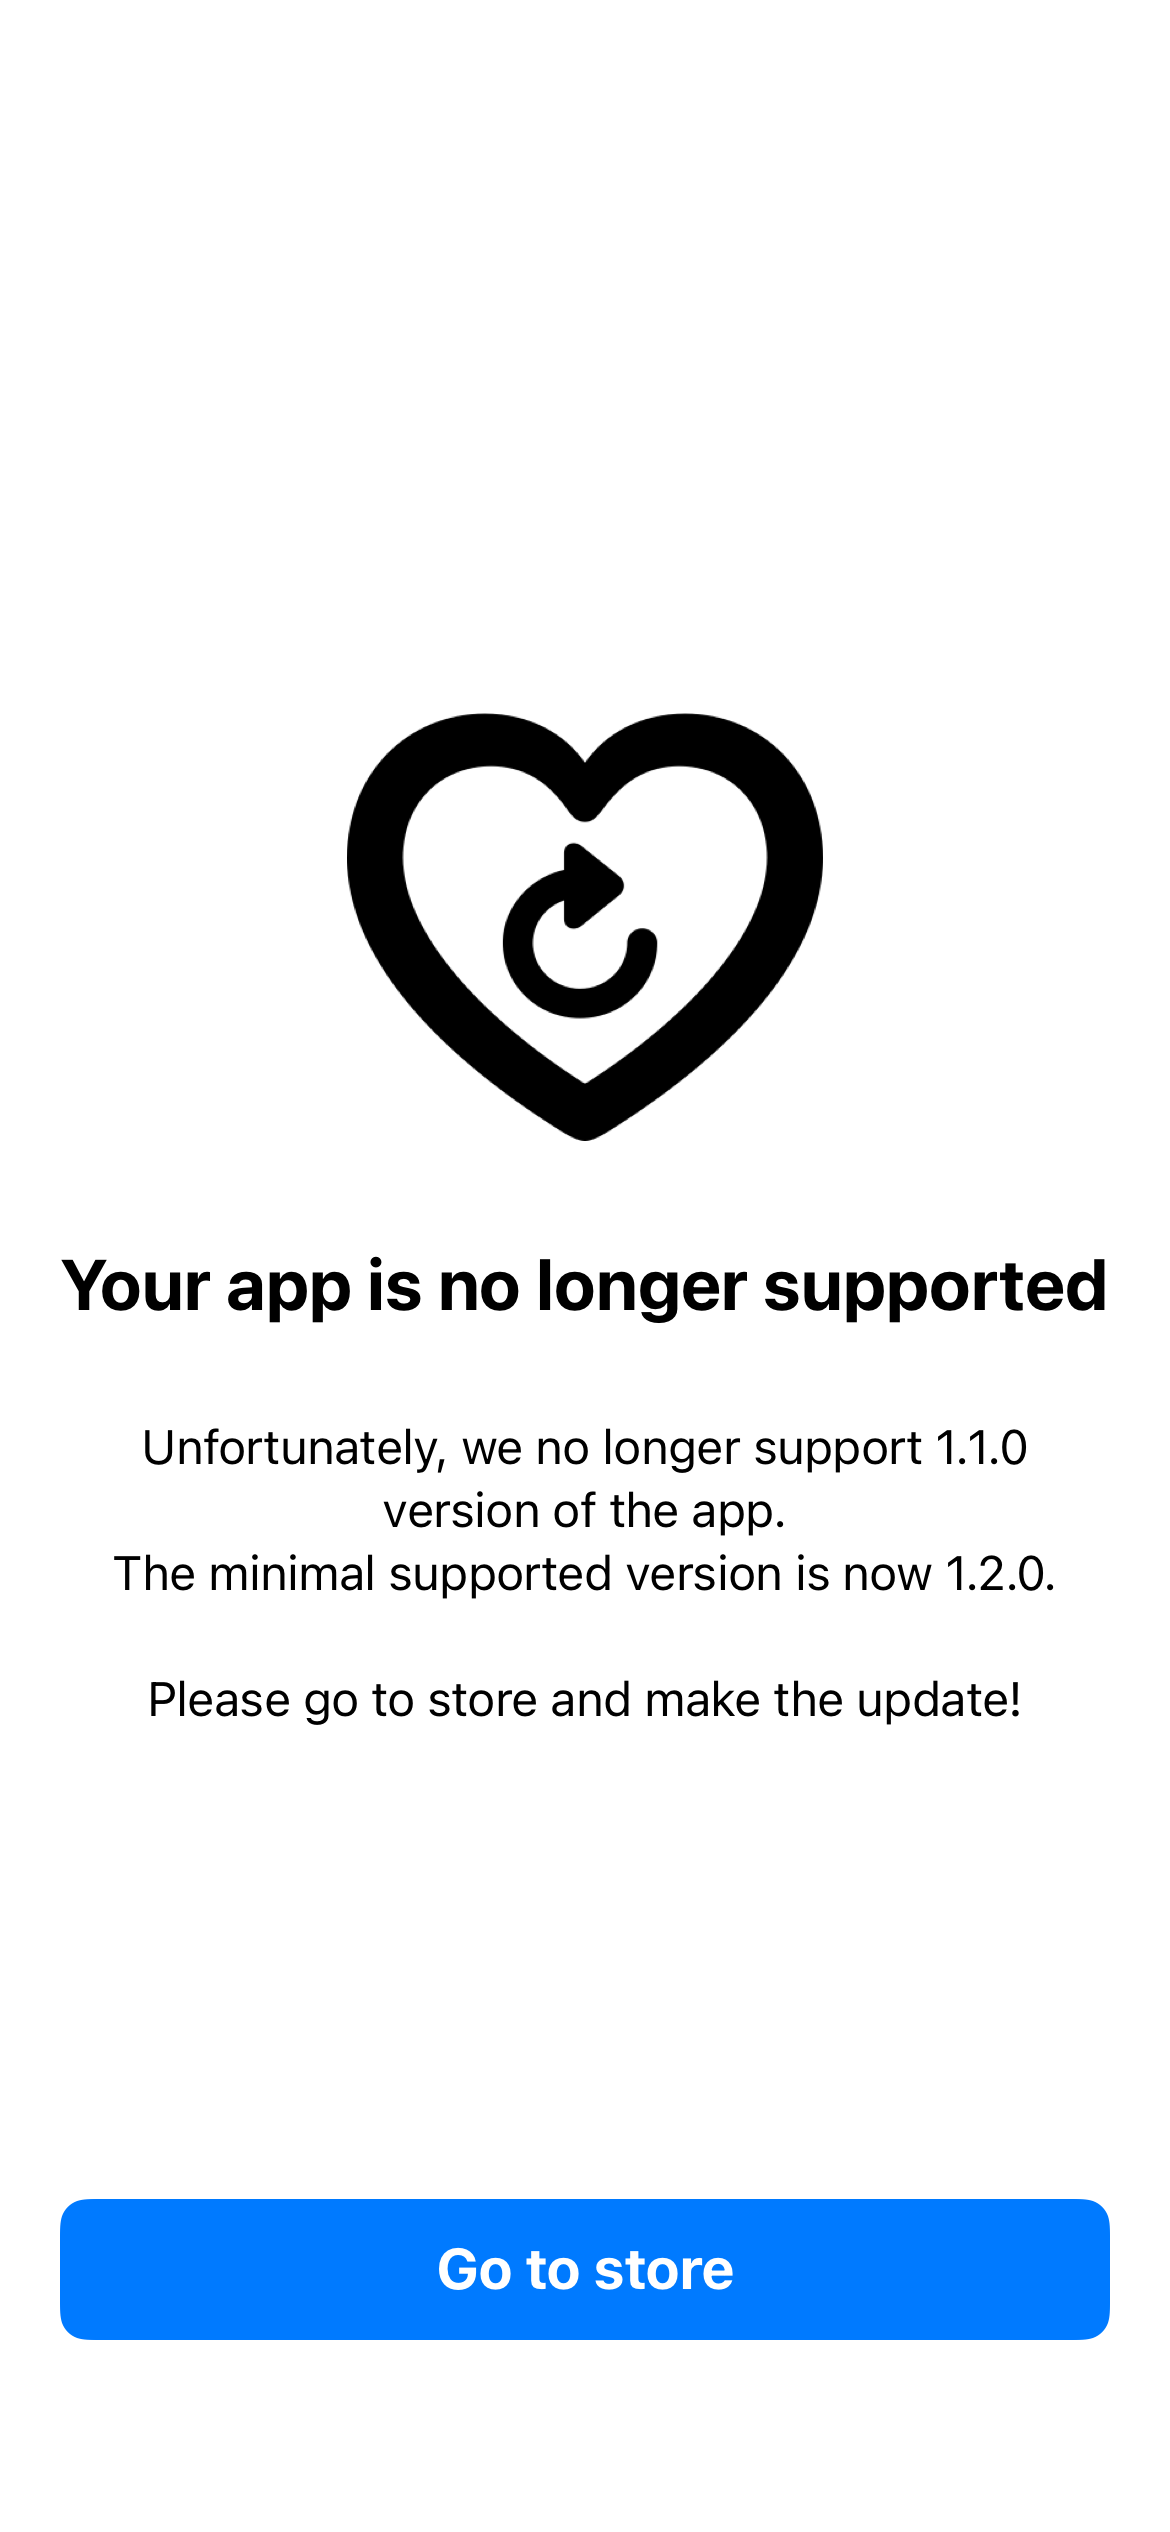 Your app is no longer supported
Unfortunately, we no longer support 1.1.0
version of the app.
The minimal supported version is now 1.2.0.
Please go to store and make the update!
Go to store